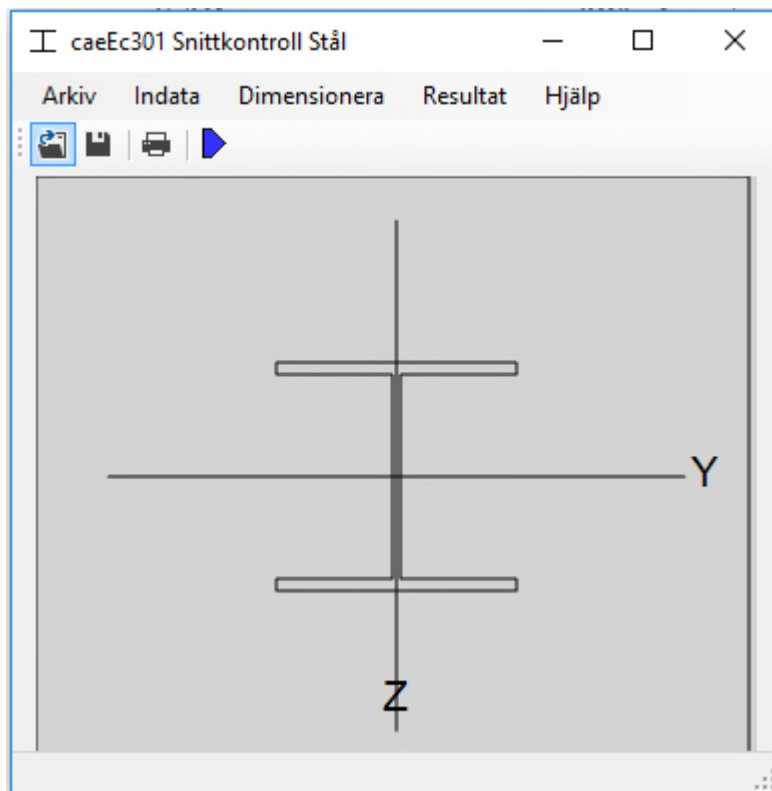 caeEc301 Snittkontroll Stål
Arkiv Indata Dimensionera Resultat Hjälp
Y
Z